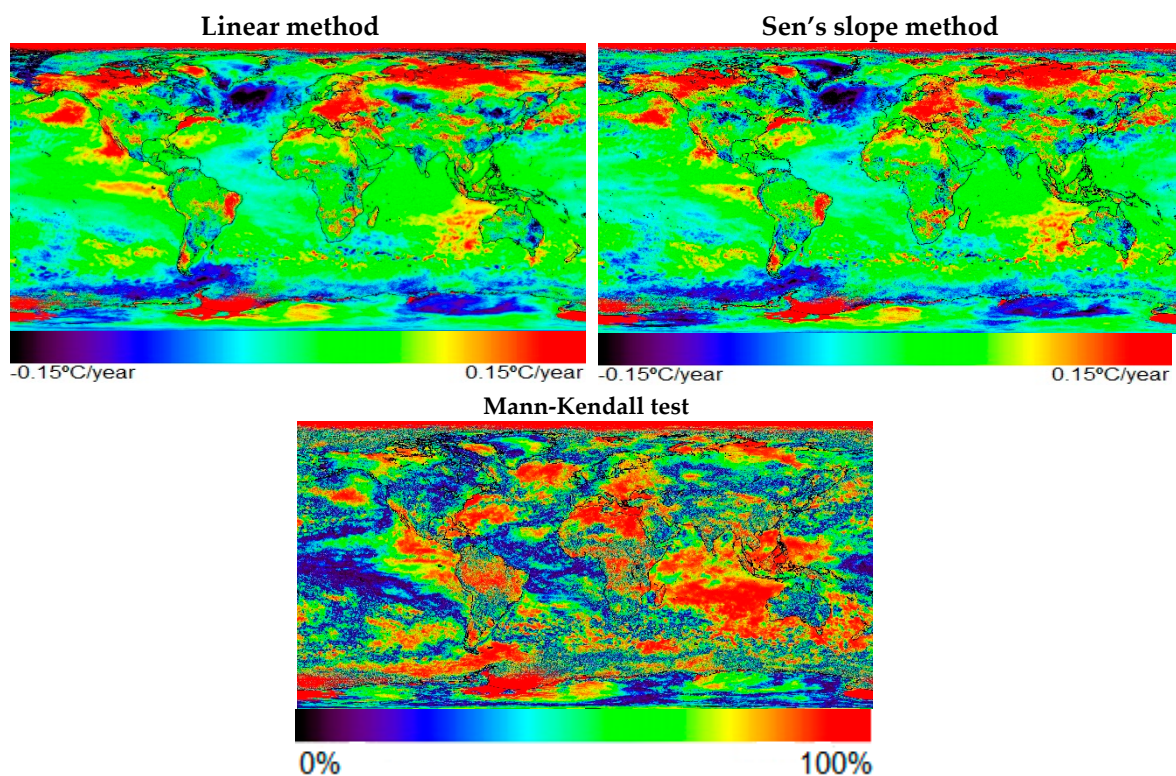 Linear method
Sen's slope method
-0.15ºC/year
0.15ºC/year
-0.15ºC/year
0.15ºC/year
Mann-Kendall test
0%
100%